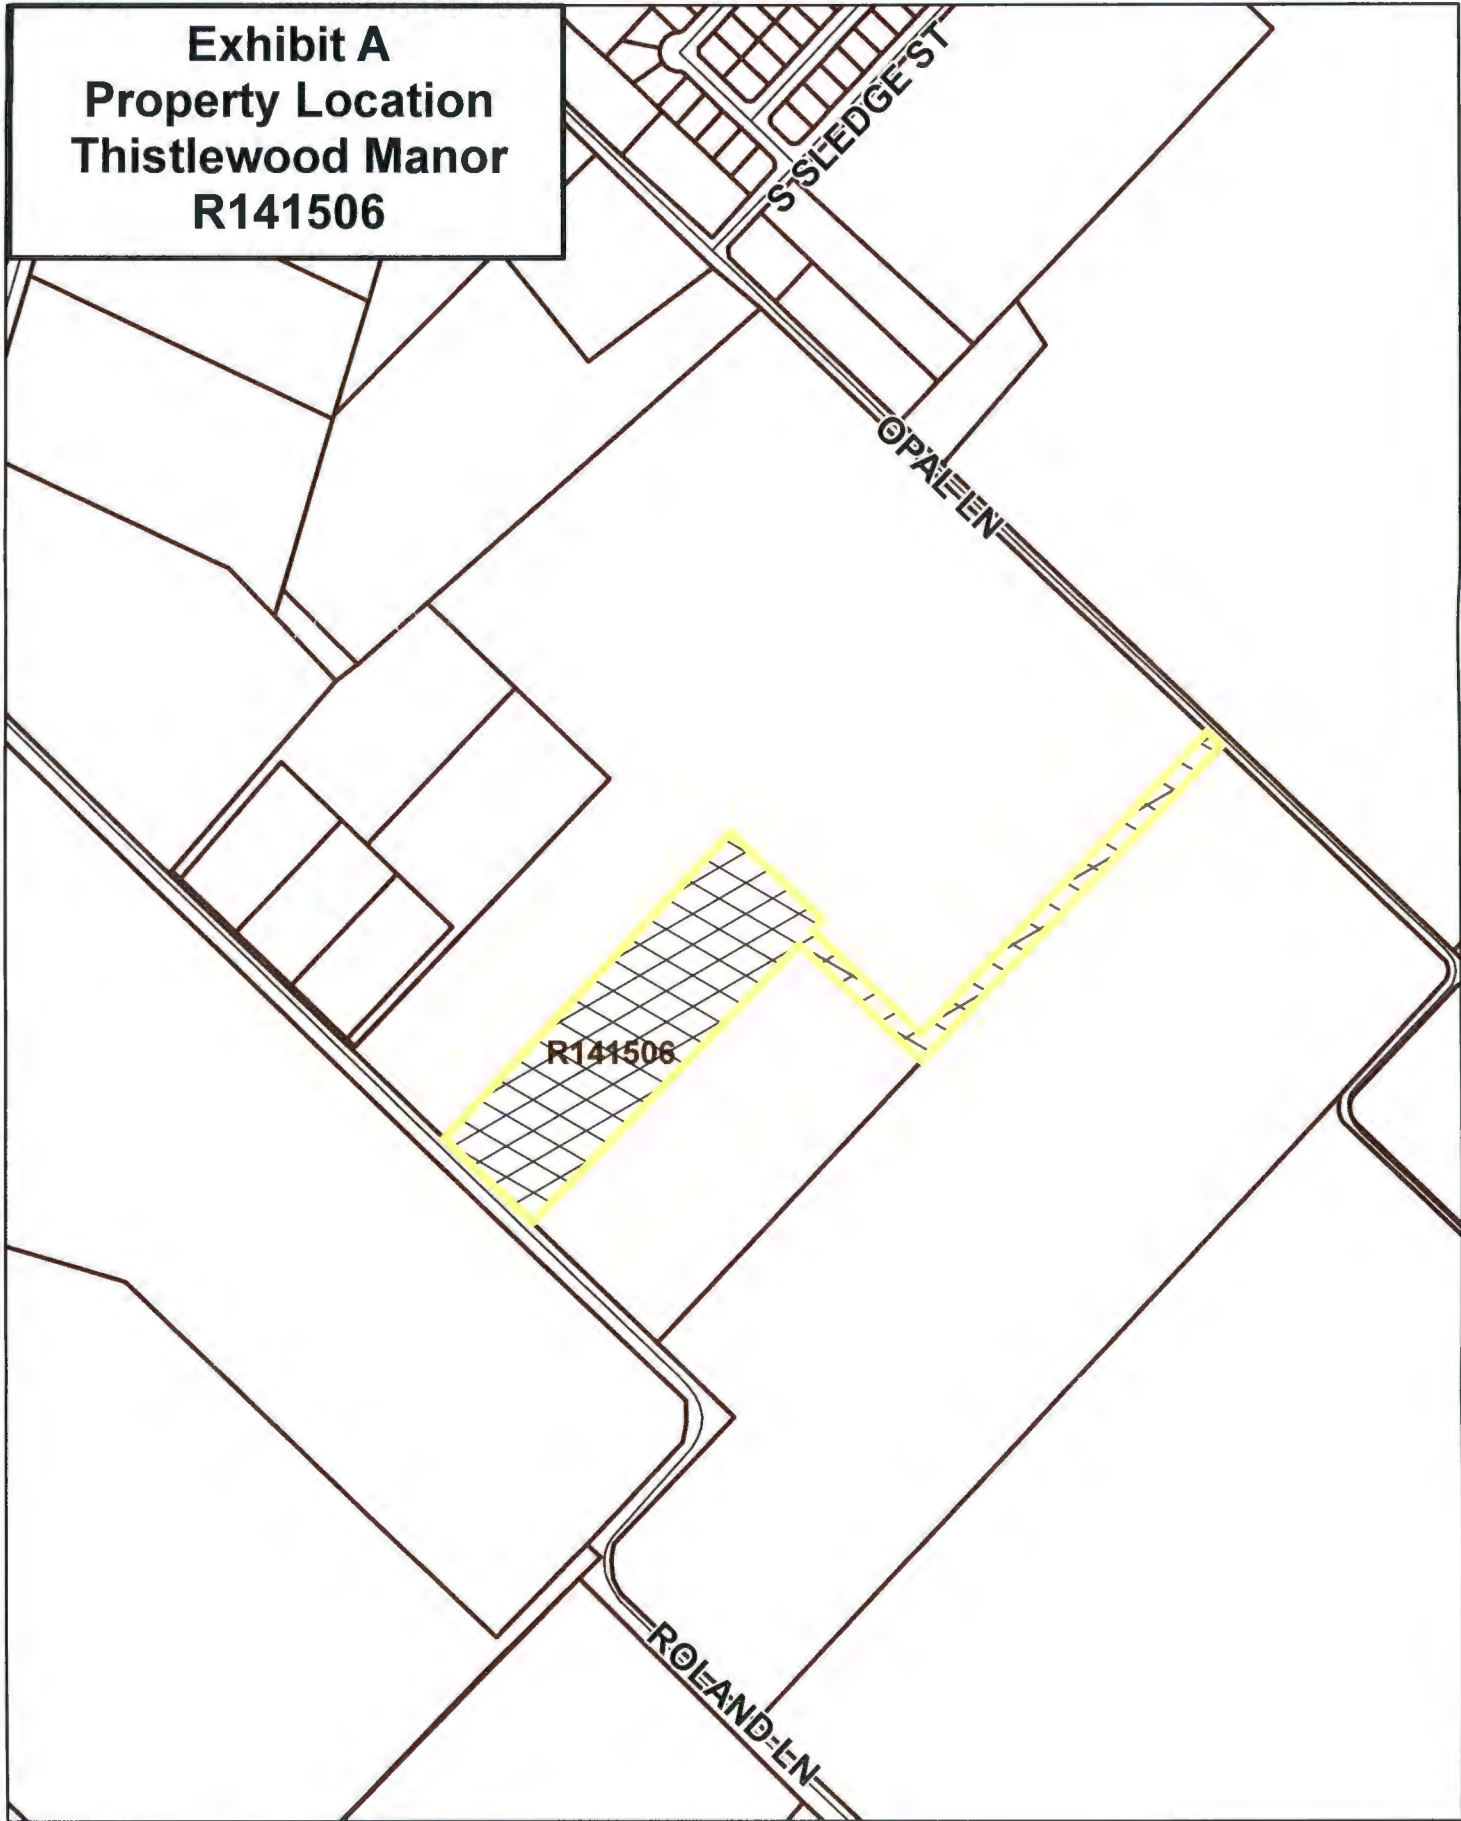 Exhibit A
Property Location
Thistlewood Manor
R141506
S SLEDGE ST
OPAL LN
R141506
ROLAND LN